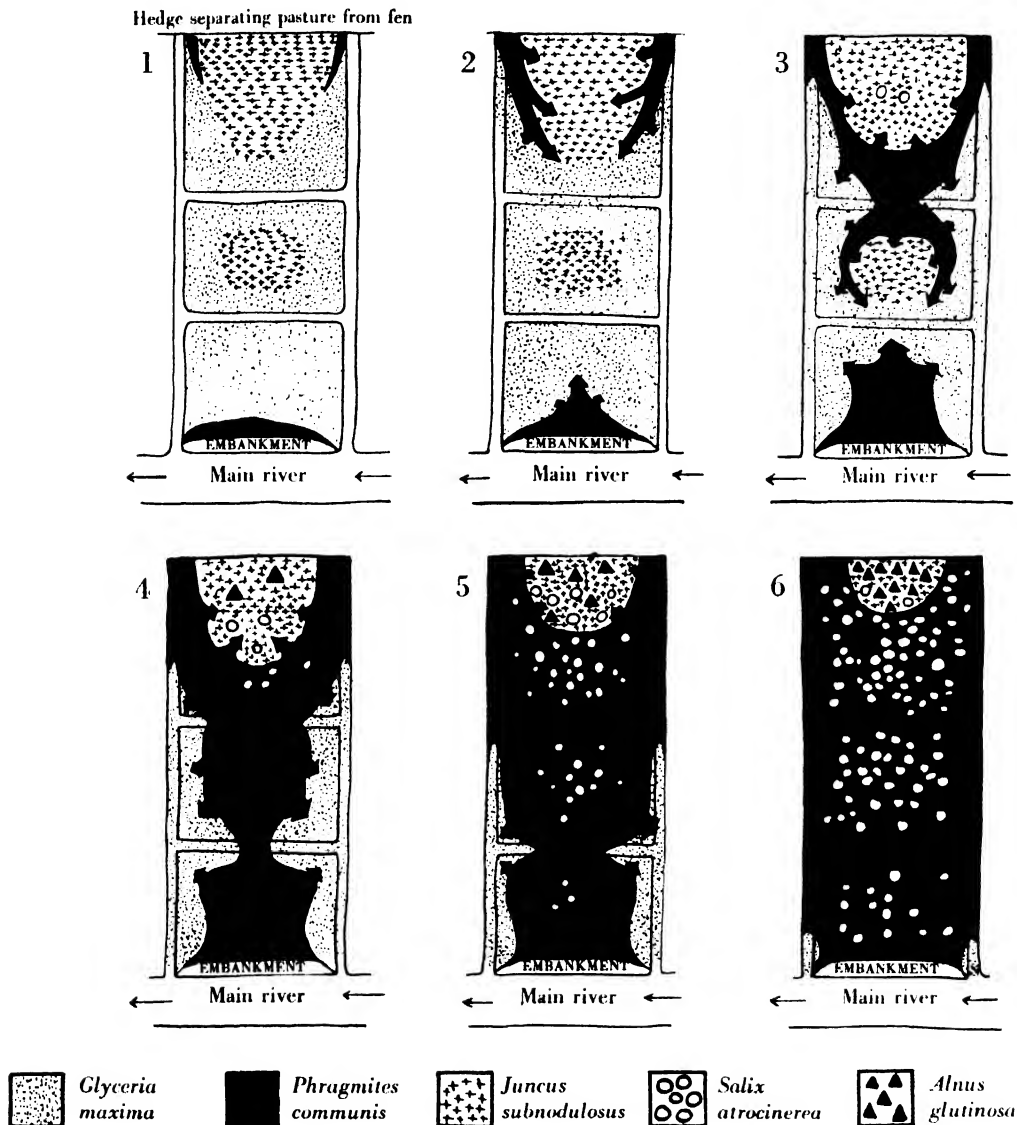 Hedge separating pasture from fen
1
2
3
EMBANKMENT
EMBANKMENT
EMBANKMENT
Main river
Main river
Main river
4
5
6
EMBANKMENT
EMBANKMENT
EMBANKMENT
Main river
Main river
Main river
Glyceria
maxima
Phragmites
communis
Juncus
subnodulosus
Salix
atrocinerea
Alnus
glutinosa